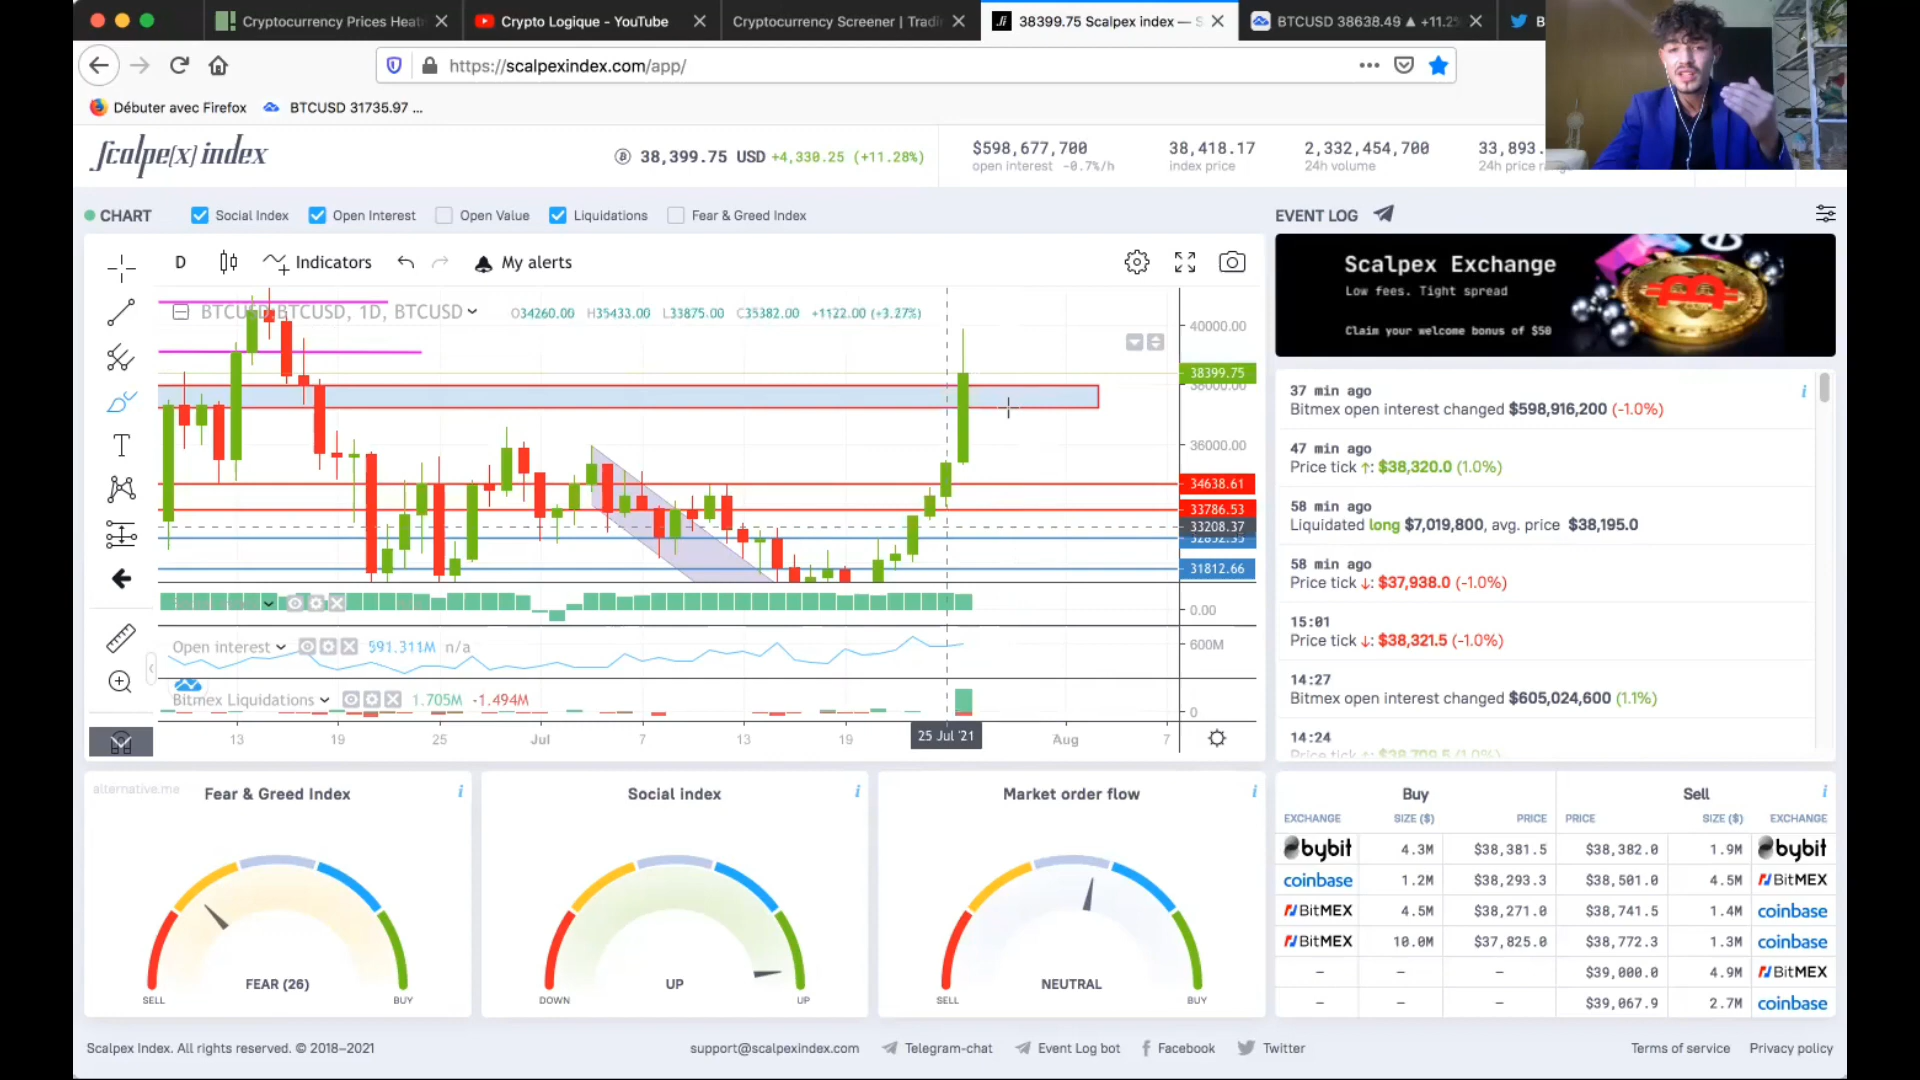 Cryptocurrency Prices Heat
Crypto Logique - YouTube
Cryptocurrency Screener | Tradi
38399.75 Scalpex index — S
BTCUSD 38638.49 ▲ +11.2
B
https://scalpexindex.com/app/
Débuter avec Firefox
BTCUSD 31735.97 ...
Scalpe[x] index
38,399.75 USD +4,330.25 (+11.28%)
$598,677,700
open interest -0.7%/h
38,418.17
index price
2,332,454,700
24h volume
33,893.
24h price
CHART
Social Index
Open Interest
Open Value
Liquidations
Fear & Greed Index
EVENT LOG
D
Indicators
My alerts
BTCUSD BTCUSD, 1D, BTCUSD
O34260.00 H35433.00 L33875.00 C35382.00 +1122.00 (+3.27%)
40000.00
38399.75
38000.00
36000.00
34638.61
33786.53
33208.37
31812.66
0.00
Open interest
591.311M n/a
600M
Bitmex Liquidations
1.705M -1.494M
0
13
19
25
Jul
7
13
19
25 Jul '21
Aug
7
Scalpex Exchange
Low fees. Tight spread
Claim your welcome bonus of $50
37 min ago
Bitmex open interest changed $598,916,200 (-1.0%)
47 min ago
Price tick ↑: $38,320.0 (1.0%)
58 min ago
Liquidated long $7,019,800, avg. price $38,195.0
58 min ago
Price tick ↓: $37,938.0 (-1.0%)
15:01
Price tick ↓: $38,321.5 (-1.0%)
14:27
Bitmex open interest changed $605,024,600 (1.1%)
14:24
Price tick ↑: $38,709.5 (1.0%)
alternative.me
Fear & Greed Index
FEAR (26)
SELL
BUY
Social index
UP
DOWN
UP
Market order flow
NEUTRAL
SELL
BUY
Buy
Sell
EXCHANGE SIZE ($) PRICE PRICE SIZE ($) EXCHANGE
bybit 4.3M $38,381.5 $38,382.0 1.9M bybit
coinbase 1.2M $38,293.3 $38,501.0 4.5M BitMEX
BitMEX 4.5M $38,271.0 $38,741.5 1.4M coinbase
BitMEX 10.0M $37,825.0 $38,772.3 1.3M coinbase
– – – $39,000.0 4.9M BitMEX
– – – $39,067.9 2.7M coinbase
Scalpex Index. All rights reserved. © 2018–2021
support@scalpexindex.com
Telegram-chat
Event Log bot
Facebook
Twitter
Terms of service
Privacy policy